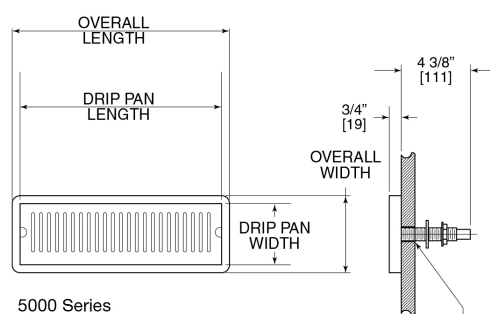 OVERALL
LENGTH
4 3/8”
[111]
DRIP PAN
LENGTH
3/4”
[19]
OVERALL
WIDTH
DRIP PAN
WIDTH
5000 Series